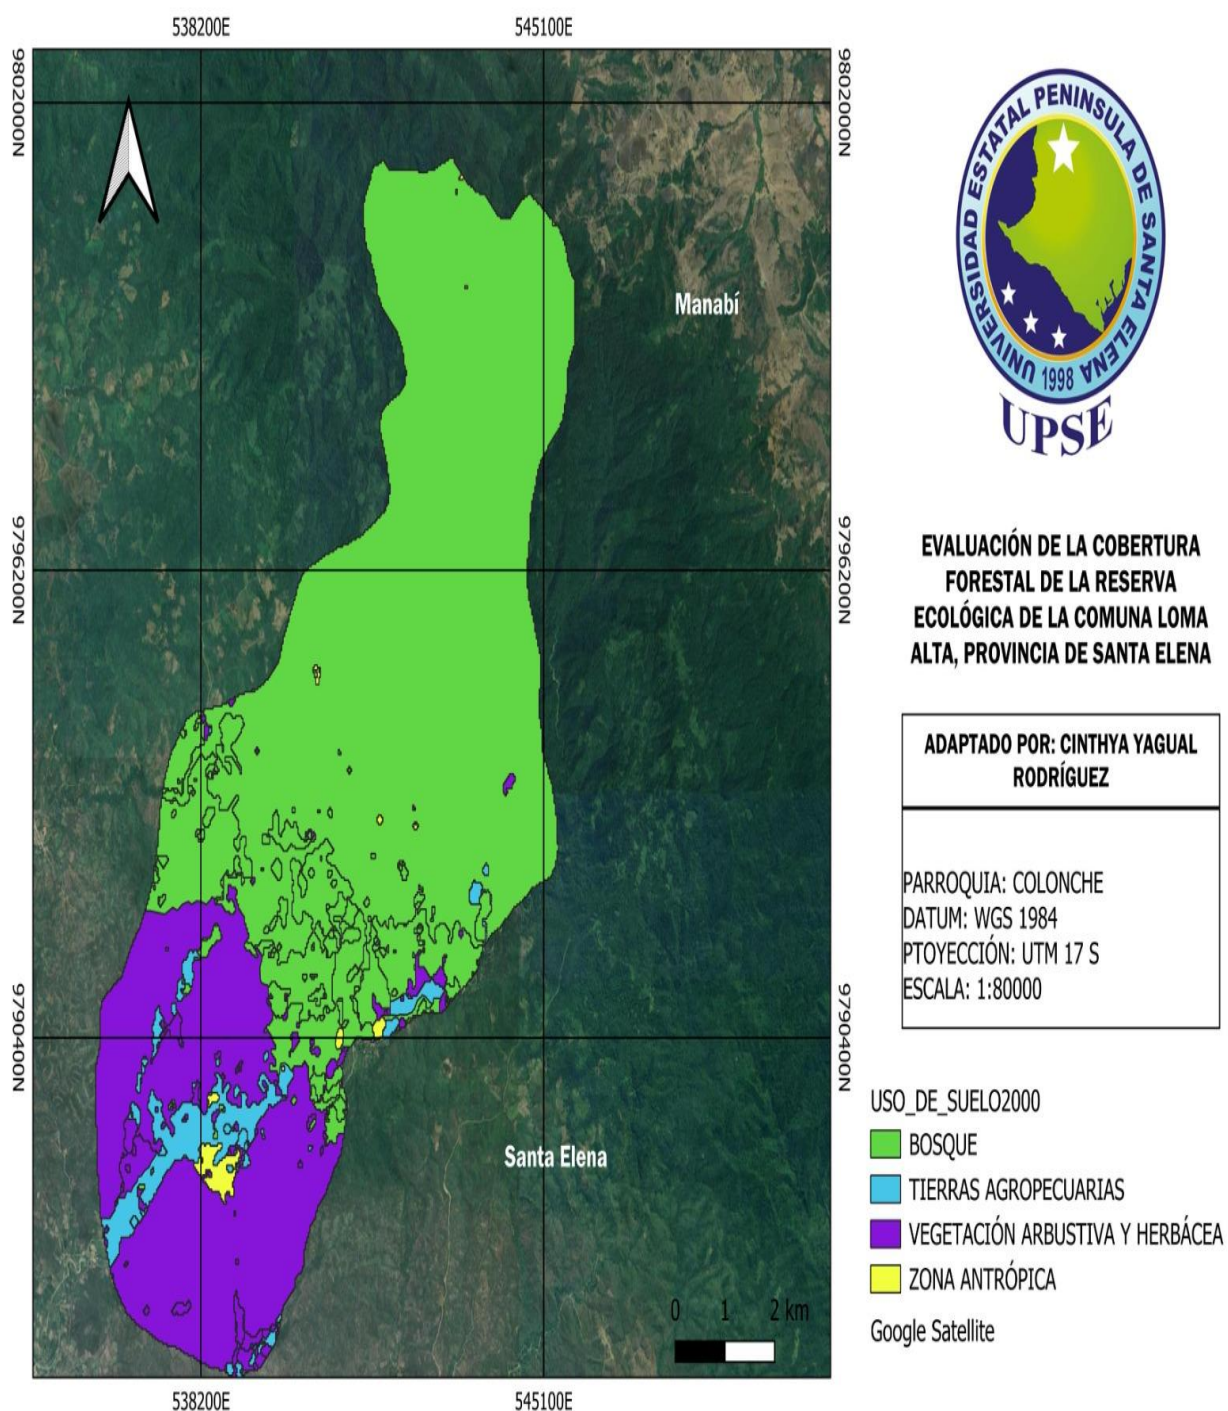 538200E
545100E
9802000N
9802000N
Manabí
9796200N
9796200N
9790400N
9790400N
Santa Elena
0 1 2 km
538200E
545100E
UNIVERSIDAD ESTATAL PENINSULA DE SANTA ELENA
1998
UPSE
EVALUACIÓN DE LA COBERTURA
FORESTAL DE LA RESERVA
ECOLÓGICA DE LA COMUNA LOMA
ALTA, PROVINCIA DE SANTA ELENA
ADAPTADO POR: CINTHYA YAGUAL
RODRÍGUEZ
PARROQUIA: COLONCHE
DATUM: WGS 1984
PTOYECCIÓN: UTM 17 S
ESCALA: 1:80000
USO_DE_SUELO2000
BOSQUE
TIERRAS AGROPECUARIAS
VEGETACIÓN ARBUSTIVA Y HERBÁCEA
ZONA ANTRÓPICA
Google Satellite